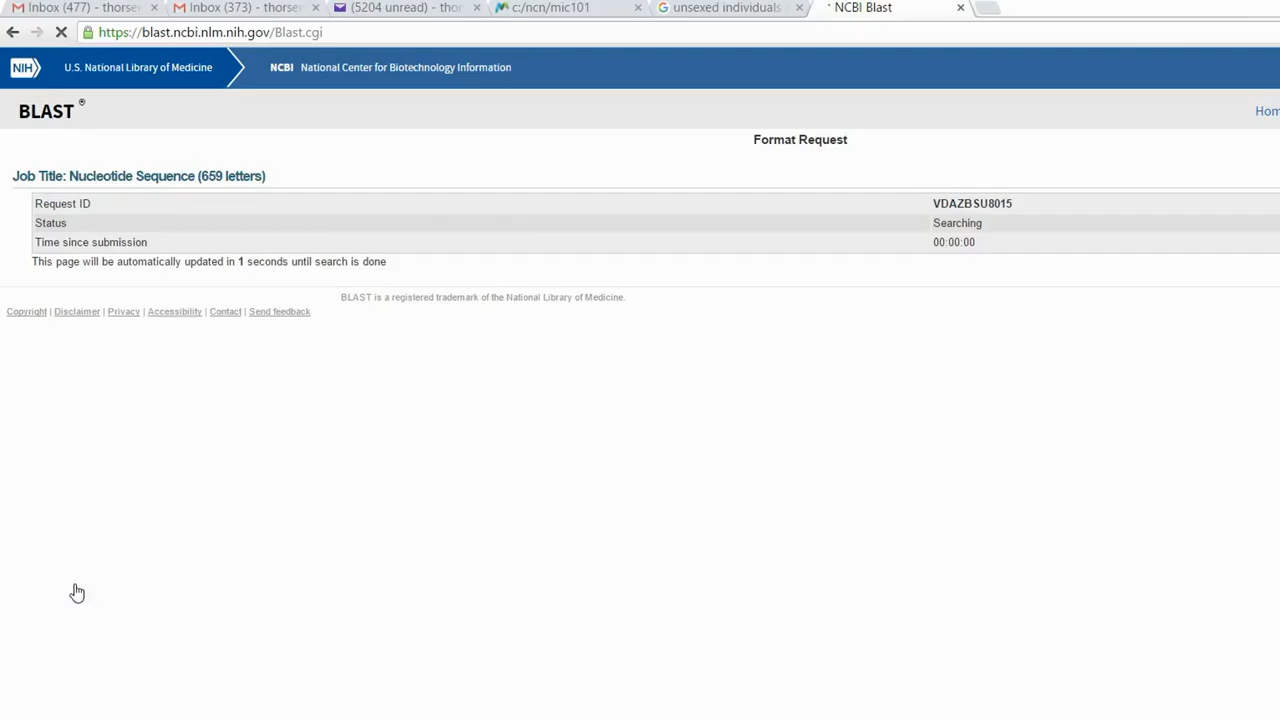 Inbox (477) - thorse
Inbox (373) - thorser
(5204 unread) - tho
c:/ncn/mic101
unsexed individuals
NCBI Blast
https://blast.ncbi.nlm.nih.gov/Blast.cgi
NIH U.S. National Library of Medicine NCBI National Center for Biotechnology Information
BLAST ® Hom
Format Request
Job Title: Nucleotide Sequence (659 letters)
Request ID VDAZBSU8015
Status Searching
Time since submission 00:00:00
This page will be automatically updated in 1 seconds until search is done
BLAST is a registered trademark of the National Library of Medicine.
Copyright | Disclaimer | Privacy | Accessibility | Contact | Send feedback